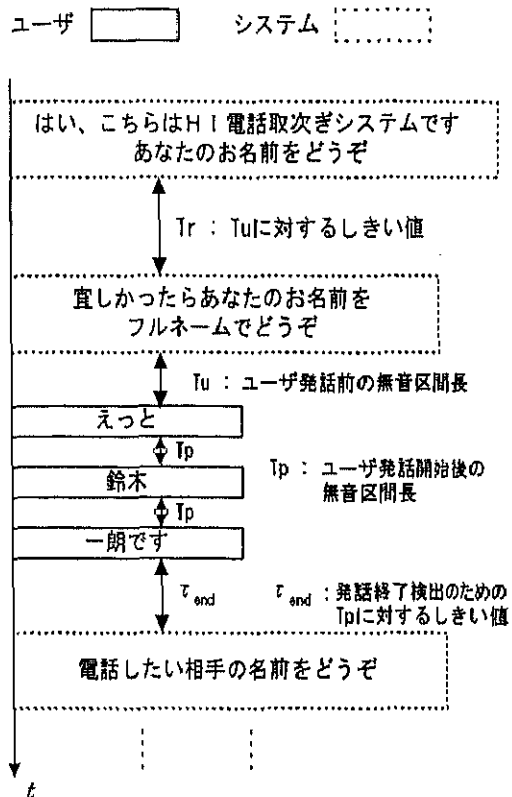 ユーザ
システム
はい、こちらはHI電話取次ぎシステムです
あなたのお名前をどうぞ
Tr : Tuに対するしきい値
宜しかったらあなたのお名前を
フルネームでどうぞ
Tu : ユーザ発話前の無音区間長
えっと
Tp
鈴木
Tp : ユーザ発話開始後の
無音区間長
Tp
一朗です
τend
τend : 発話終了検出のための
Tpに対するしきい値
電話したい相手の名前をどうぞ
t